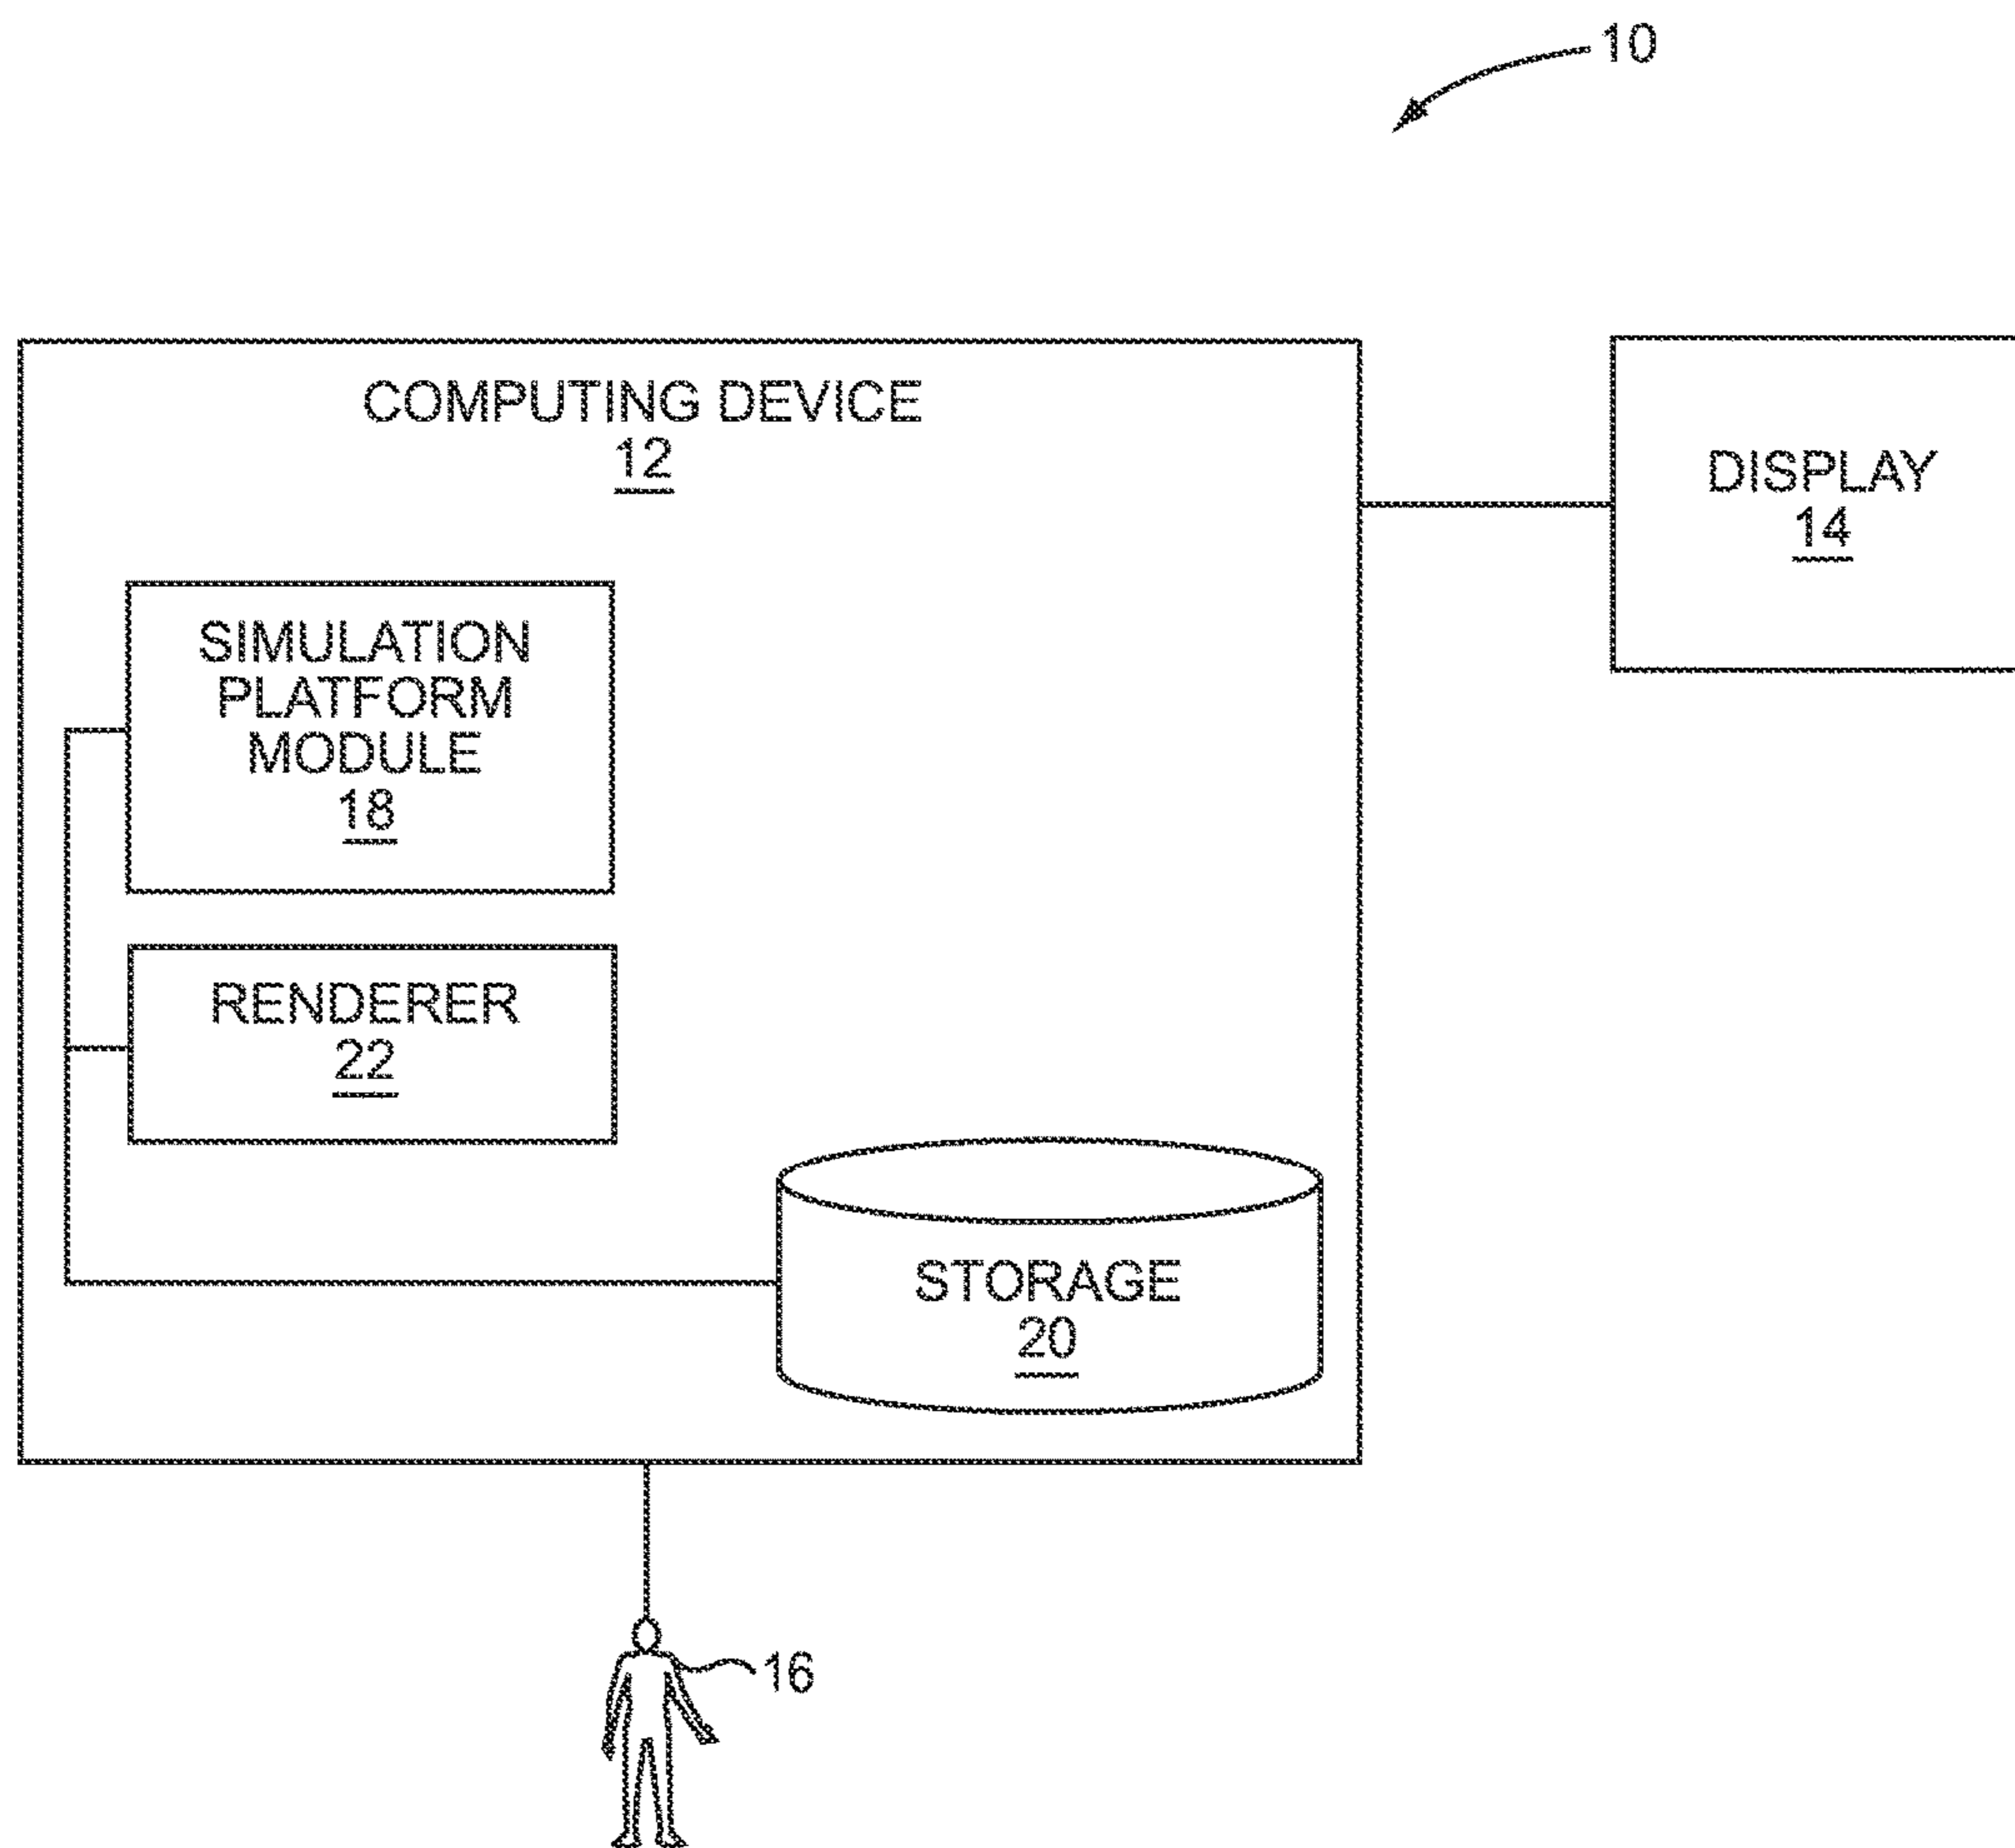 10
COMPUTING DEVICE
12
DISPLAY
14
SIMULATION
PLATFORM
MODULE
18
RENDERER
22
STORAGE
20
16